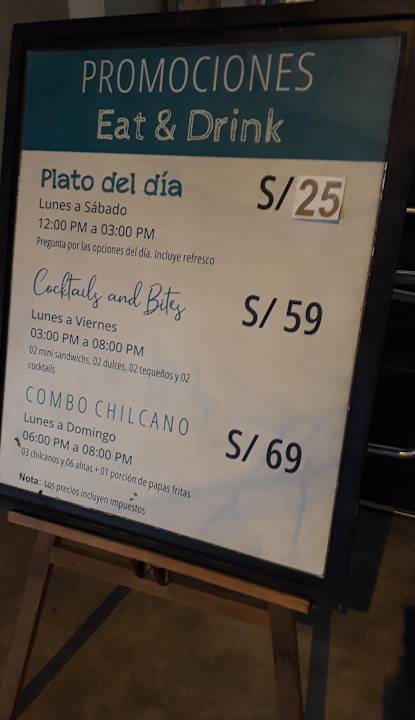 PROMOCIONES
Eat & Drink
Plato del día
S/25
Lunes a Sábado
12:00 PM a 03:00 PM
Pregunta por las opciones del día. Incluye refresco
Cocktails and Bites
S/ 59
Lunes a Viernes
03:00 PM a 08:00 PM
02 mini sandwichs, 02 dulces, 02 tequeños y 02
cocktails
COMBO CHILCANO
S/ 69
Lunes a Domingo
06:00 PM a 08:00 PM
03 chilcanos y 06 alitas + 01 porción de papas fritas
Nota: Los precios incluyen impuestos